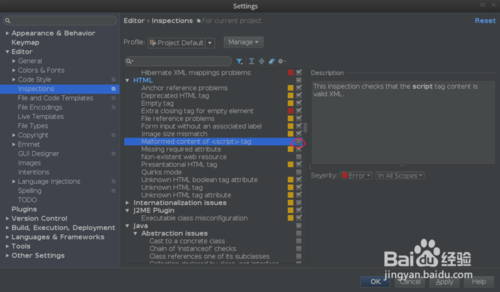 Settings
Editor › Inspections For current project Reset
Profile: Project Default Manage
Appearance & Behavior
Keymap
Editor
General
Colors & Fonts
Code Style
Inspections
File and Code Templates
File Encodings
Live Templates
File Types
Copyright
Emmet
GUI Designer
Images
Intentions
Language Injections
Spelling
TODO
Plugins
Version Control
Build, Execution, Deployment
Languages & Frameworks
Tools
Other Settings
Hibernate XML mappings problems
HTML
Anchor reference problems
Deprecated HTML tag
Empty tag
Extra closing tag for empty element
File reference problems
Form input without an associated label
Image size mismatch
Malformed content of <script> tag
Missing required attribute
Non-existent web resource
Presentational HTML tag
Quirks mode
Unknown HTML boolean tag attribute
Unknown HTML tag
Unknown HTML tag attribute
Internationalization issues
J2ME Plugin
Executable class misconfiguration
Java
Abstraction issues
Cast to a concrete class
Chain of 'instanceof' checks
Class references one of its subclasses
Description
This inspection checks that the script tag content is
valid XML.
Severity: Error In All Scopes
OK Cancel Apply Help
Baidu 经验
jingyan.baidu.com